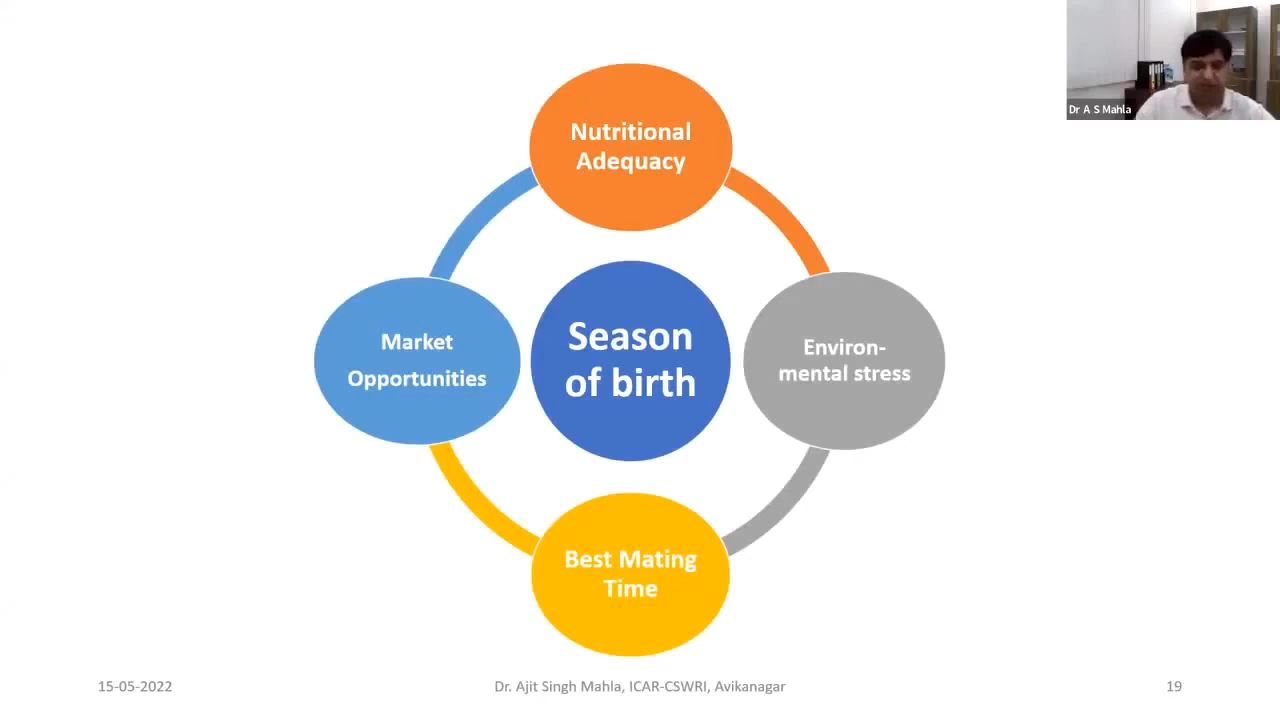 Dr A S Mahla
Nutritional
Adequacy
Market
Opportunities
Season
of birth
Environ-
mental stress
Best Mating
Time
15-05-2022
Dr. Ajit Singh Mahla, ICAR-CSWRI, Avikanagar
19